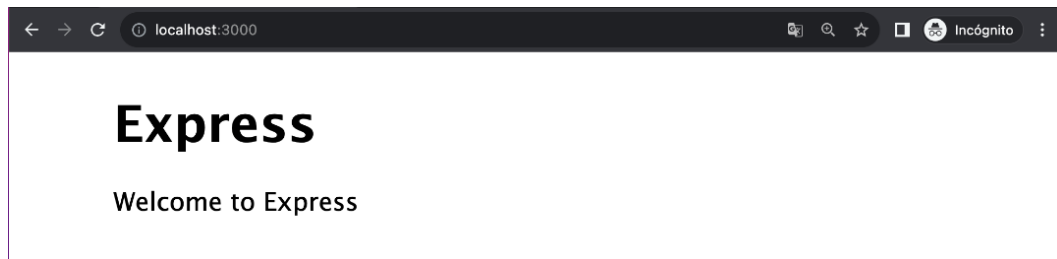 localhost:3000
Incógnito
Express
Welcome to Express